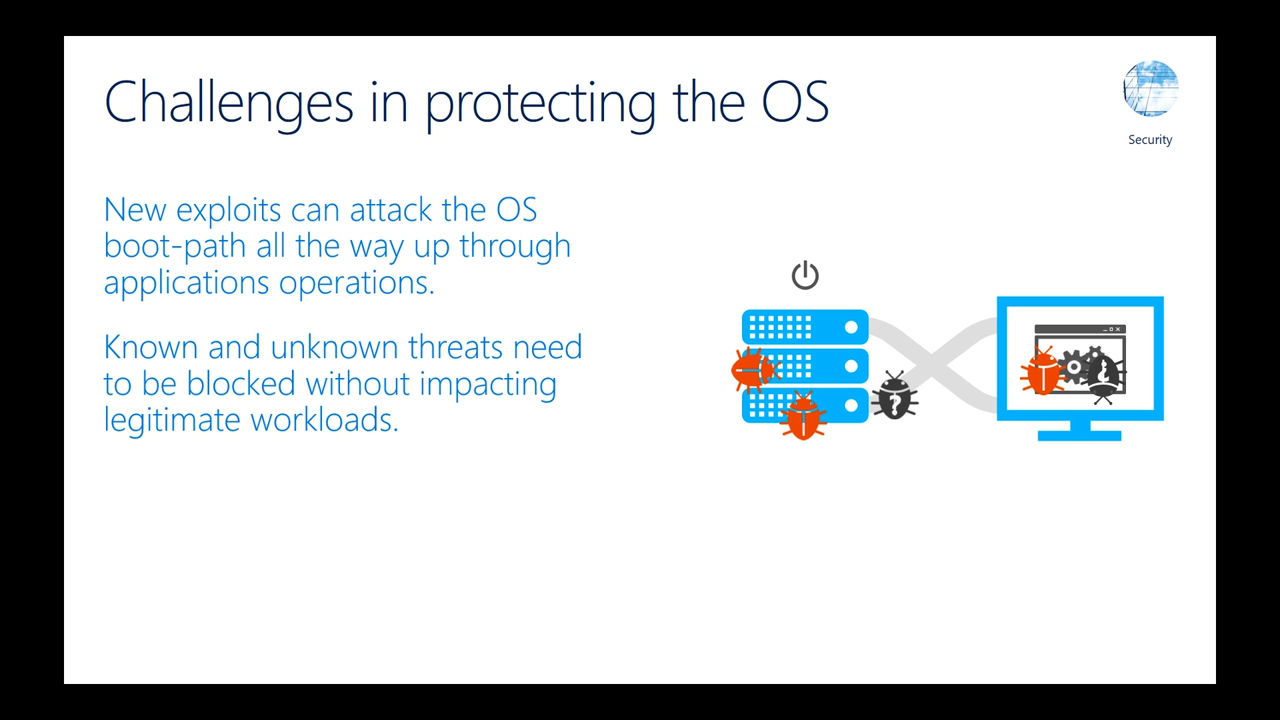 Challenges in protecting the OS
Security
New exploits can attack the OS
boot-path all the way up through
applications operations.
Known and unknown threats need
to be blocked without impacting
legitimate workloads.
?
?